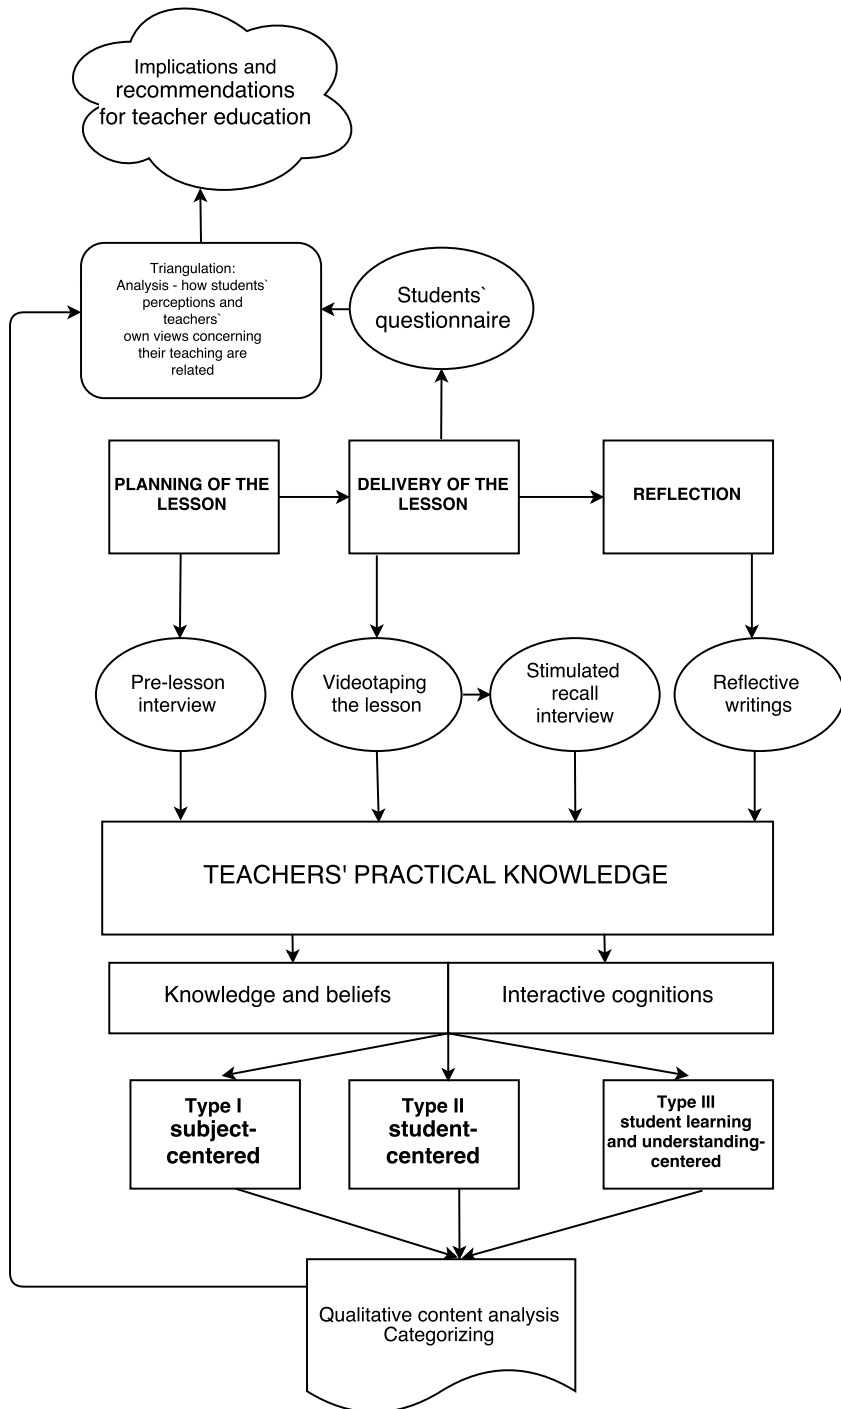 Implications and
recommendations
for teacher education
Triangulation:
Analysis - how students`
perceptions and
teachers`
own views concerning
their teaching are
related
Students`
questionnaire
PLANNING OF THE
LESSON
DELIVERY OF THE
LESSON
REFLECTION
Pre-lesson
interview
Videotaping
the lesson
Stimulated
recall
interview
Reflective
writings
TEACHERS' PRACTICAL KNOWLEDGE
Knowledge and beliefs
Interactive cognitions
Type I
subject-
centered
Type II
student-
centered
Type III
student learning
and understanding-
centered
Qualitative content analysis
Categorizing